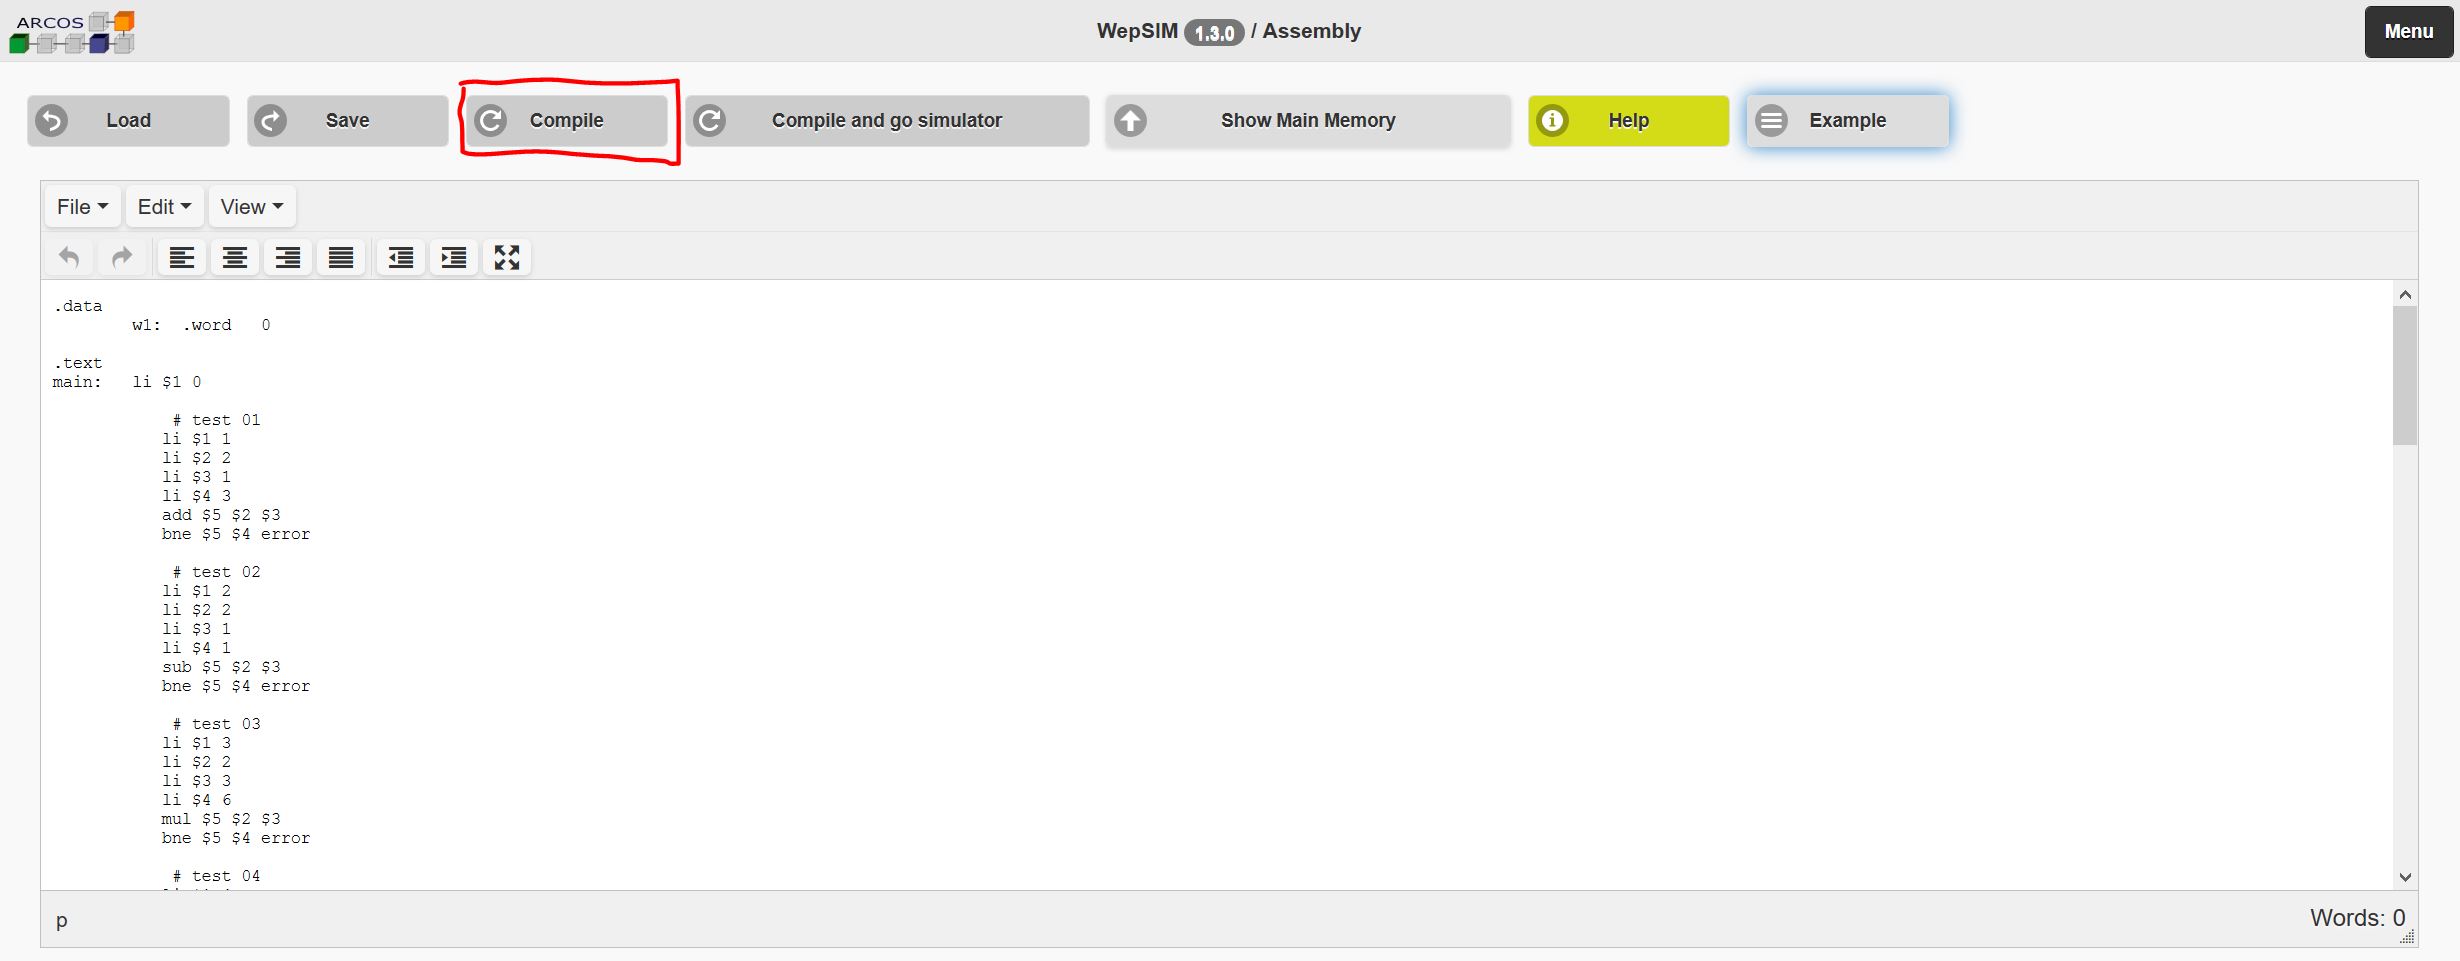 ARCOS
WepSIM 1.3.0 / Assembly
Menu
Load
Save
Compile
Compile and go simulator
Show Main Memory
Help
Example
File
Edit
View
.data
w1: .word 0
.text
main: li $1 0
# test 01
li $1 1
li $2 2
li $3 1
li $4 3
add $5 $2 $3
bne $5 $4 error
# test 02
li $1 2
li $2 2
li $3 1
li $4 1
sub $5 $2 $3
bne $5 $4 error
# test 03
li $1 3
li $2 2
li $3 3
li $4 6
mul $5 $2 $3
bne $5 $4 error
# test 04
p
Words: 0